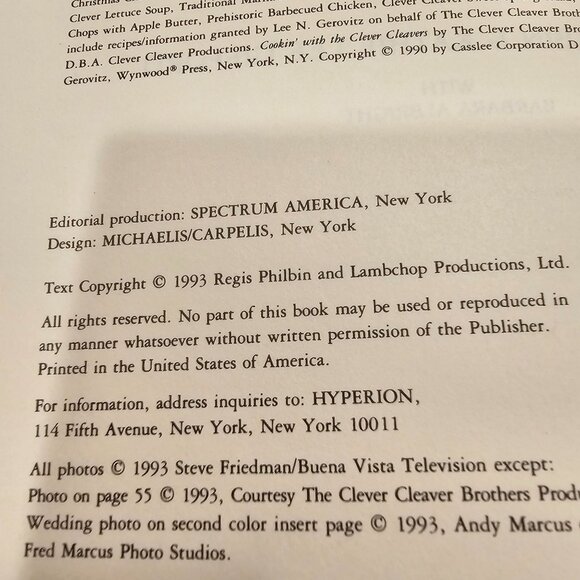 Clever Lettuce Soup, Traditional
Chops with Apple Butter, Prehistoric Barbecued Chicken, Clever
include recipes/information granted by Lee N. Gerovitz on behalf of The Clever Cleaver
D.B.A. Clever Cleaver Productions. Cookin' with the Clever Cleavers by The Clever Cleaver
Gerovitz, Wynwood® Press, New York, N.Y. Copyright © 1990 by Casslee Corporation
Editorial production: SPECTRUM AMERICA, New York
Design: MICHAELIS/CARPELIS, New York
Text Copyright © 1993 Regis Philbin and Lambchop Productions, Ltd.
All rights reserved. No part of this book may be used or reproduced in
any manner whatsoever without written permission of the Publisher.
Printed in the United States of America.
For information, address inquiries to: HYPERION,
114 Fifth Avenue, New York, New York 10011
All photos © 1993 Steve Friedman/Buena Vista Television except:
Photo on page 55 © 1993, Courtesy The Clever Cleaver Brothers Produ
Wedding photo on second color insert page © 1993, Andy Marcus
Fred Marcus Photo Studios.